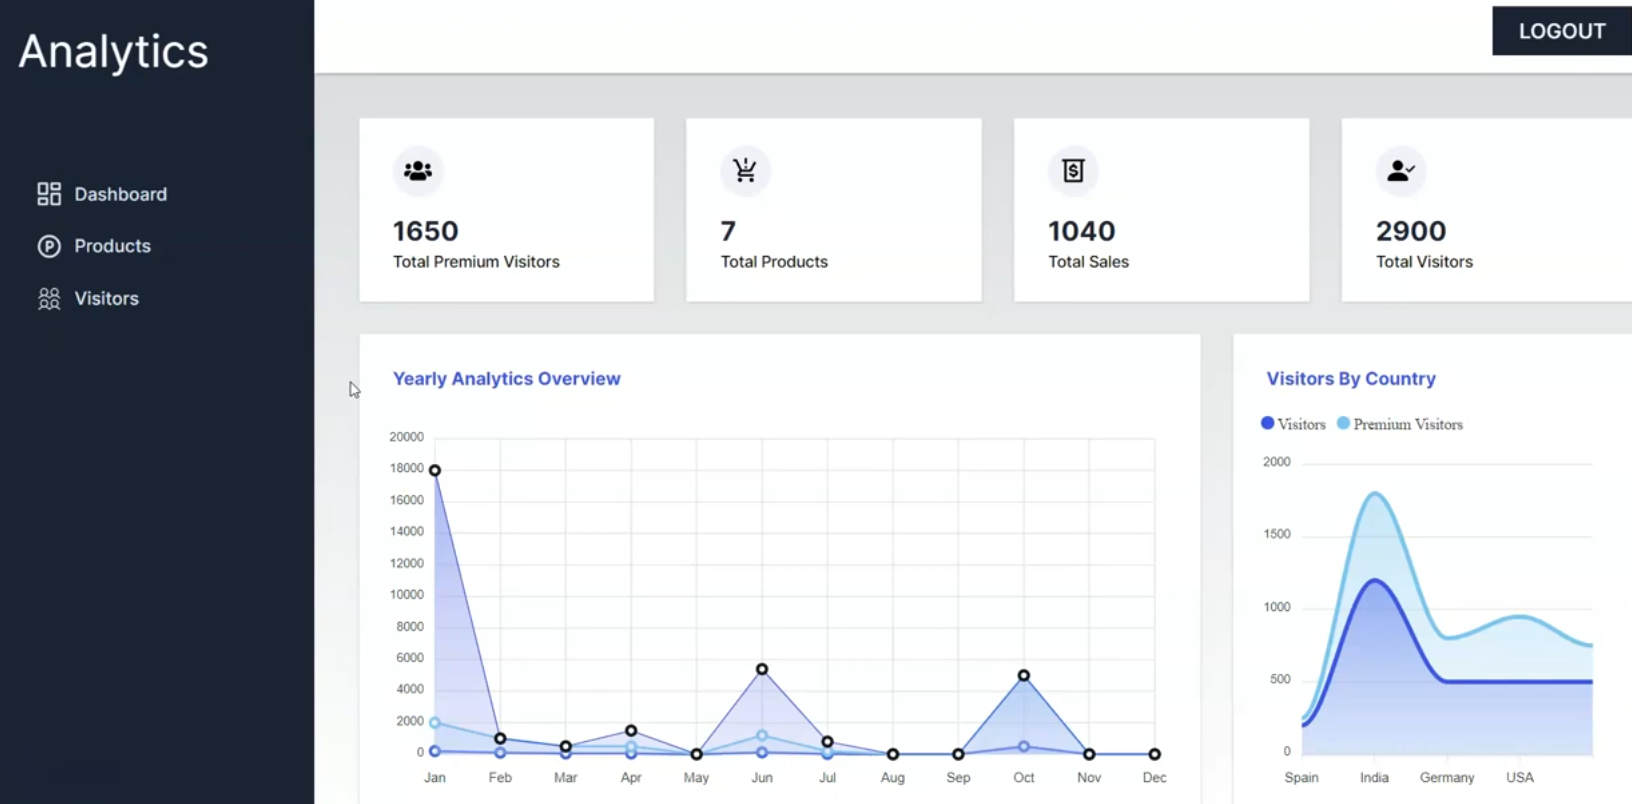 Analytics
LOGOUT
Dashboard
Products
Visitors
1650
Total Premium Visitors
7
Total Products
$
1040
Total Sales
2900
Total Visitors
Yearly Analytics Overview
20000
18000
16000
14000
12000
10000
8000
6000
4000
2000
0
Jan Feb Mar Apr May Jun Jul Aug Sep Oct Nov Dec
Visitors By Country
Visitors Premium Visitors
2000
1500
1000
500
0
Spain India Germany USA